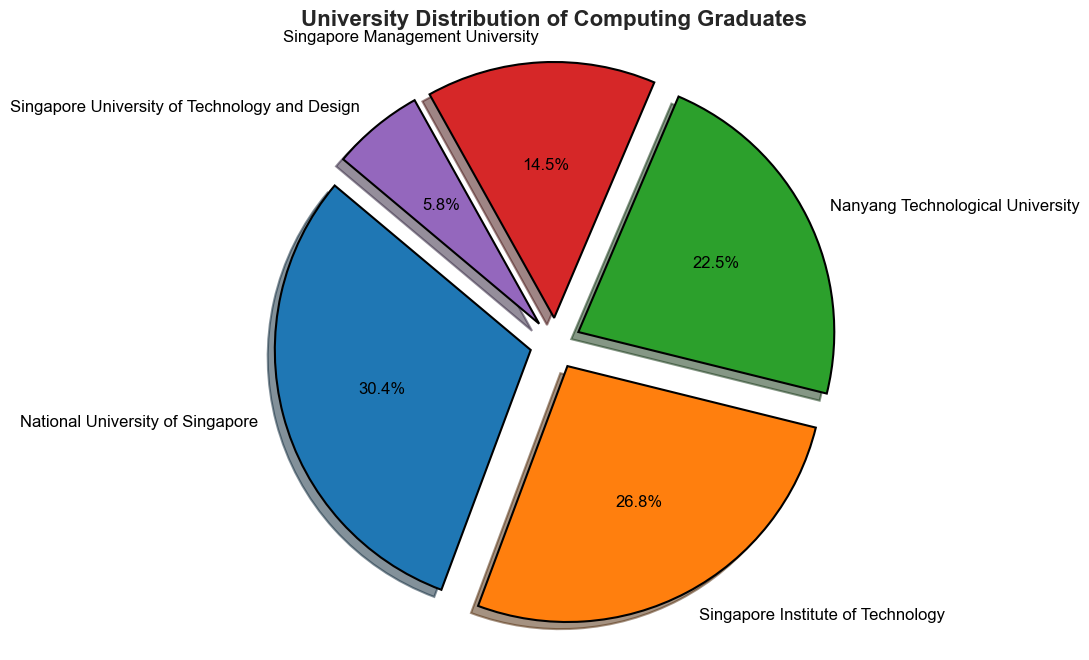 University Distribution of Computing Graduates
Singapore Management University
Singapore University of Technology and Design
14.5%
5.8%
Nanyang Technological University
22.5%
30.4%
National University of Singapore
26.8%
Singapore Institute of Technology